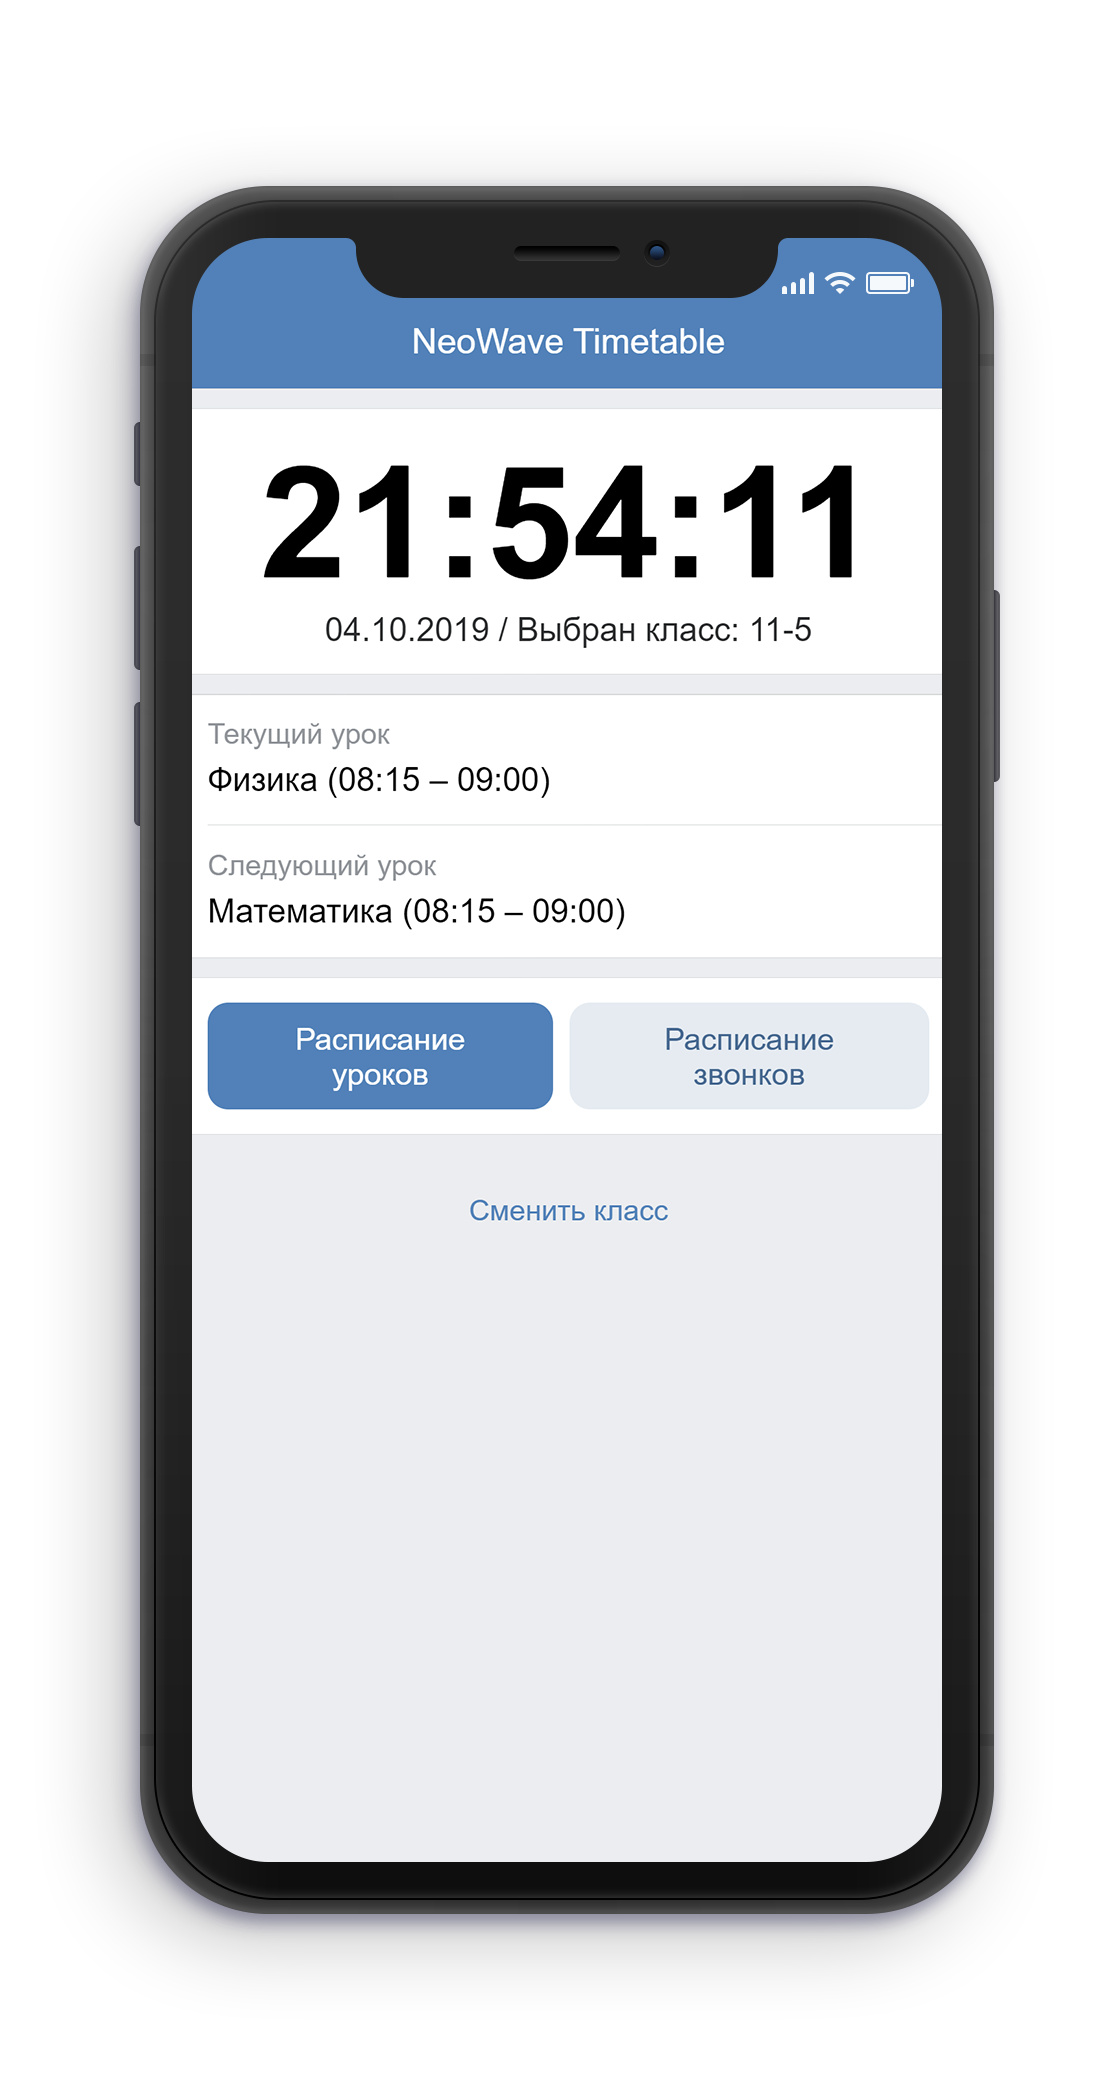 NeoWave Timetable
21:54:11
04.10.2019 / Выбран класс: 11-5
Текущий урок
Физика (08:15 – 09:00)
Следующий урок
Математика (08:15 – 09:00)
Расписание
уроков
Расписание
звонков
Сменить класс